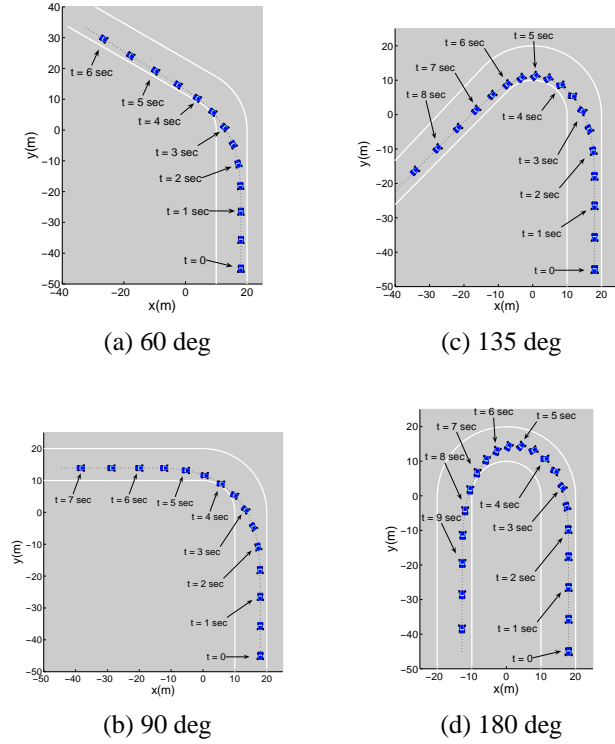 40
30
20
10
0
−10
−20
−30
−40
−50
y(m)
−40
−20
0
20
x(m)
t = 6 sec
t = 5 sec
t = 4 sec
t = 3 sec
t = 2 sec
t = 1 sec
t = 0
(a) 60 deg
20
10
0
−10
−20
−30
−40
−50
y(m)
−40
−30
−20
−10
0
10
20
x(m)
t = 5 sec
t = 6 sec
t = 7 sec
t = 8 sec
t = 4 sec
t = 3 sec
t = 2 sec
t = 1 sec
t = 0
(c) 135 deg
20
10
0
−10
−20
−30
−40
−50
y(m)
−50
−40
−30
−20
−10
0
10
20
x(m)
t = 7 sec
t = 6 sec
t = 5 sec
t = 4 sec
t = 3 sec
t = 2 sec
t = 1 sec
t = 0
(b) 90 deg
20
10
0
−10
−20
−30
−40
−50
y(m)
−20
−10
0
10
20
x(m)
t = 6 sec
t = 5 sec
t = 7 sec
t = 8 sec
t = 9 sec
t = 4 sec
t = 3 sec
t = 2 sec
t = 1 sec
t = 0
(d) 180 deg